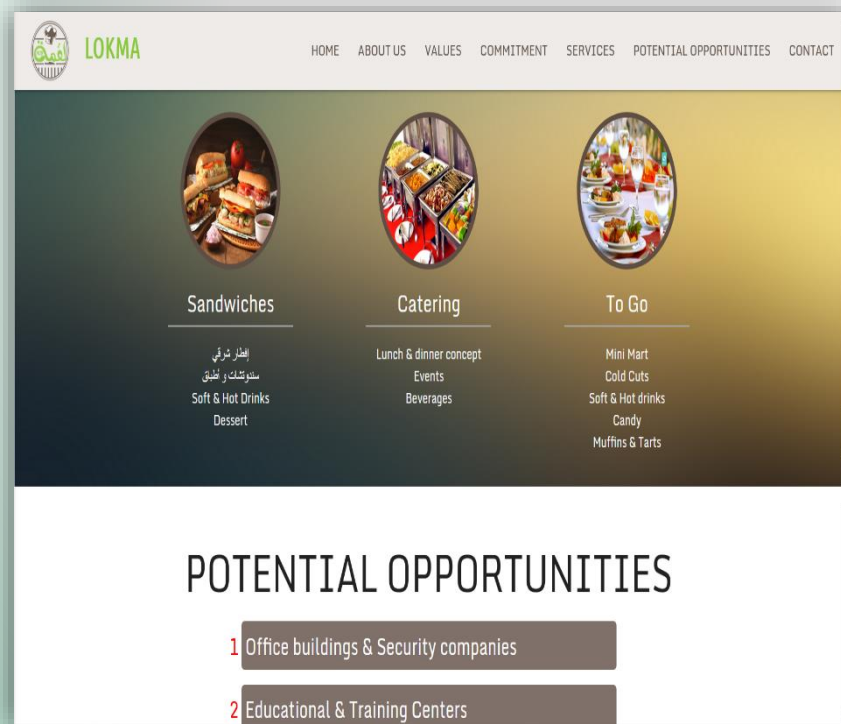 لقمة
LOKMA
HOME ABOUT US VALUES COMMITMENT SERVICES POTENTIAL OPPORTUNITIES CONTACT
Sandwiches
إفطار شرقي
سندوتشات و أطباق
Soft & Hot Drinks
Dessert
Catering
Lunch & dinner concept
Events
Beverages
To Go
Mini Mart
Cold Cuts
Soft & Hot drinks
Candy
Muffins & Tarts
POTENTIAL OPPORTUNITIES
1 Office buildings & Security companies
2 Educational & Training Centers